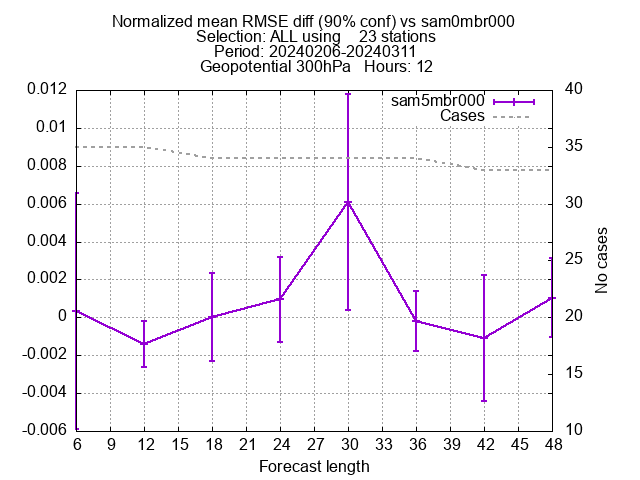 Normalized mean RMSE diff (90% conf) vs sam0mbr000
Selection: ALL using    23 stations
Period: 20240206-20240311
Geopotential 300hPa   Hours: 12
sam5mbr000
Cases
0.012
0.01
0.008
0.006
0.004
0.002
0
-0.002
-0.004
-0.006
40
35
30
25
20
15
10
No cases
6 9 12 15 18 21 24 27 30 33 36 39 42 45 48
Forecast length